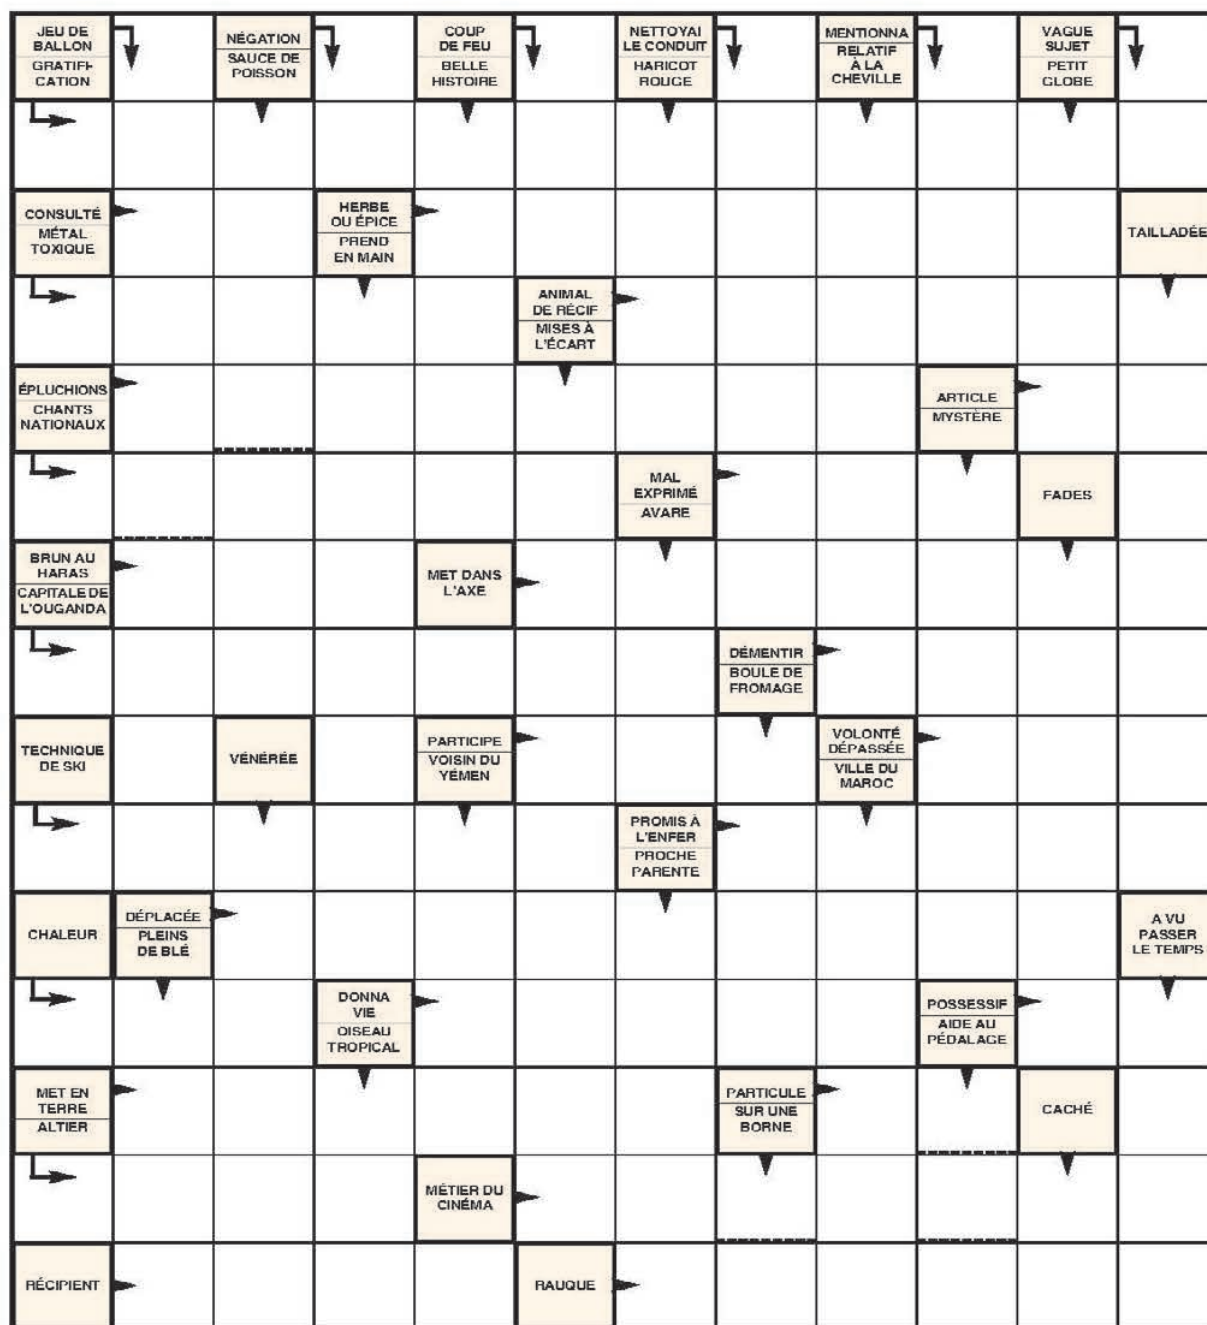 JEU DE
BALLON
GRATIFI-
CATION
NÉGATION
SAUCE DE
POISSON
COUP
DE FEU
BELLE
HISTOIRE
NETTOYAI
LE CONDUIT
HARICOT
ROUGE
MENTIONNA
RELATIF
À LA
CHEVILLE
VAGUE
SUJET
PETIT
GLOBE
CONSULTÉ
MÉTAL
TOXIQUE
HERBE
OU ÉPICE
PREND
EN MAIN
TAILLADÉE
ANIMAL
DE RÉCIF
MISES À
L'ÉCART
ÉPLUCHIONS
CHANTS
NATIONAUX
ARTICLE
MYSTÈRE
MAL
EXPRIMÉ
AVARE
FADES
BRUN AU
HARAS
CAPITALE DE
L'OUGANDA
MET DANS
L'AXE
DÉMENTIR
BOULE DE
FROMAGE
TECHNIQUE
DE SKI
VÉNÉRÉE
PARTICIPE
VOISIN DU
YÉMEN
VOLONTÉ
DÉPASSÉE
VILLE DU
MAROC
PROMIS À
L'ENFER
PROCHE
PARENTE
CHALEUR
DÉPLACÉE
PLEINS
DE BLÉ
A VU
PASSER
LE TEMPS
DONNA
VIE
OISEAU
TROPICAL
POSSESSIF
AIDE AU
PÉDALAGE
MET EN
TERRE
ALTIER
PARTICULE
SUR UNE
BORNE
CACHÉ
MÉTIER DU
CINÉMA
RÉCIPIENT
RAUQUE